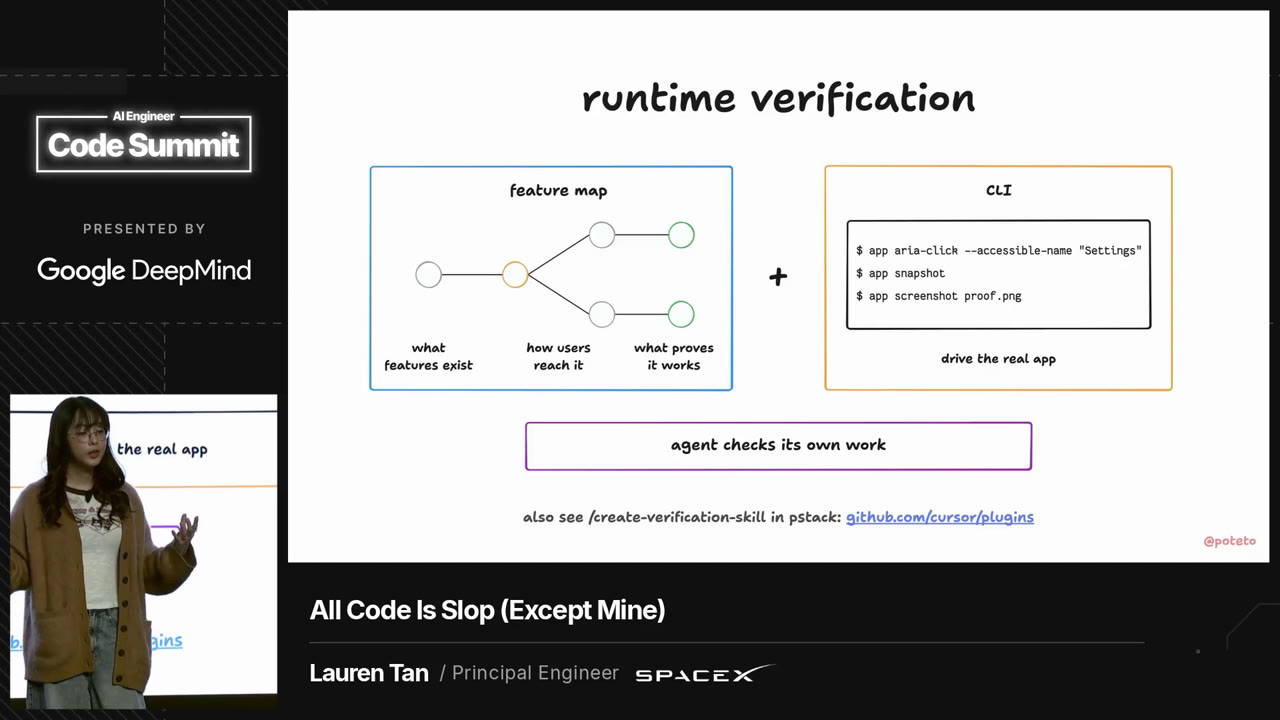 AI Engineer
Code Summit
PRESENTED BY
Google DeepMind
runtime verification
feature map
what
features exist
how users
reach it
what proves
it works
+
CLI
$ app aria-click --accessible-name "Settings"
$ app snapshot
$ app screenshot proof.png
drive the real app
agent checks its own work
also see /create-verification-skill in pstack: github.com/cursor/plugins
@poteto
the real app
b.
gins
All Code Is Slop (Except Mine)
Lauren Tan / Principal Engineer SPACEX